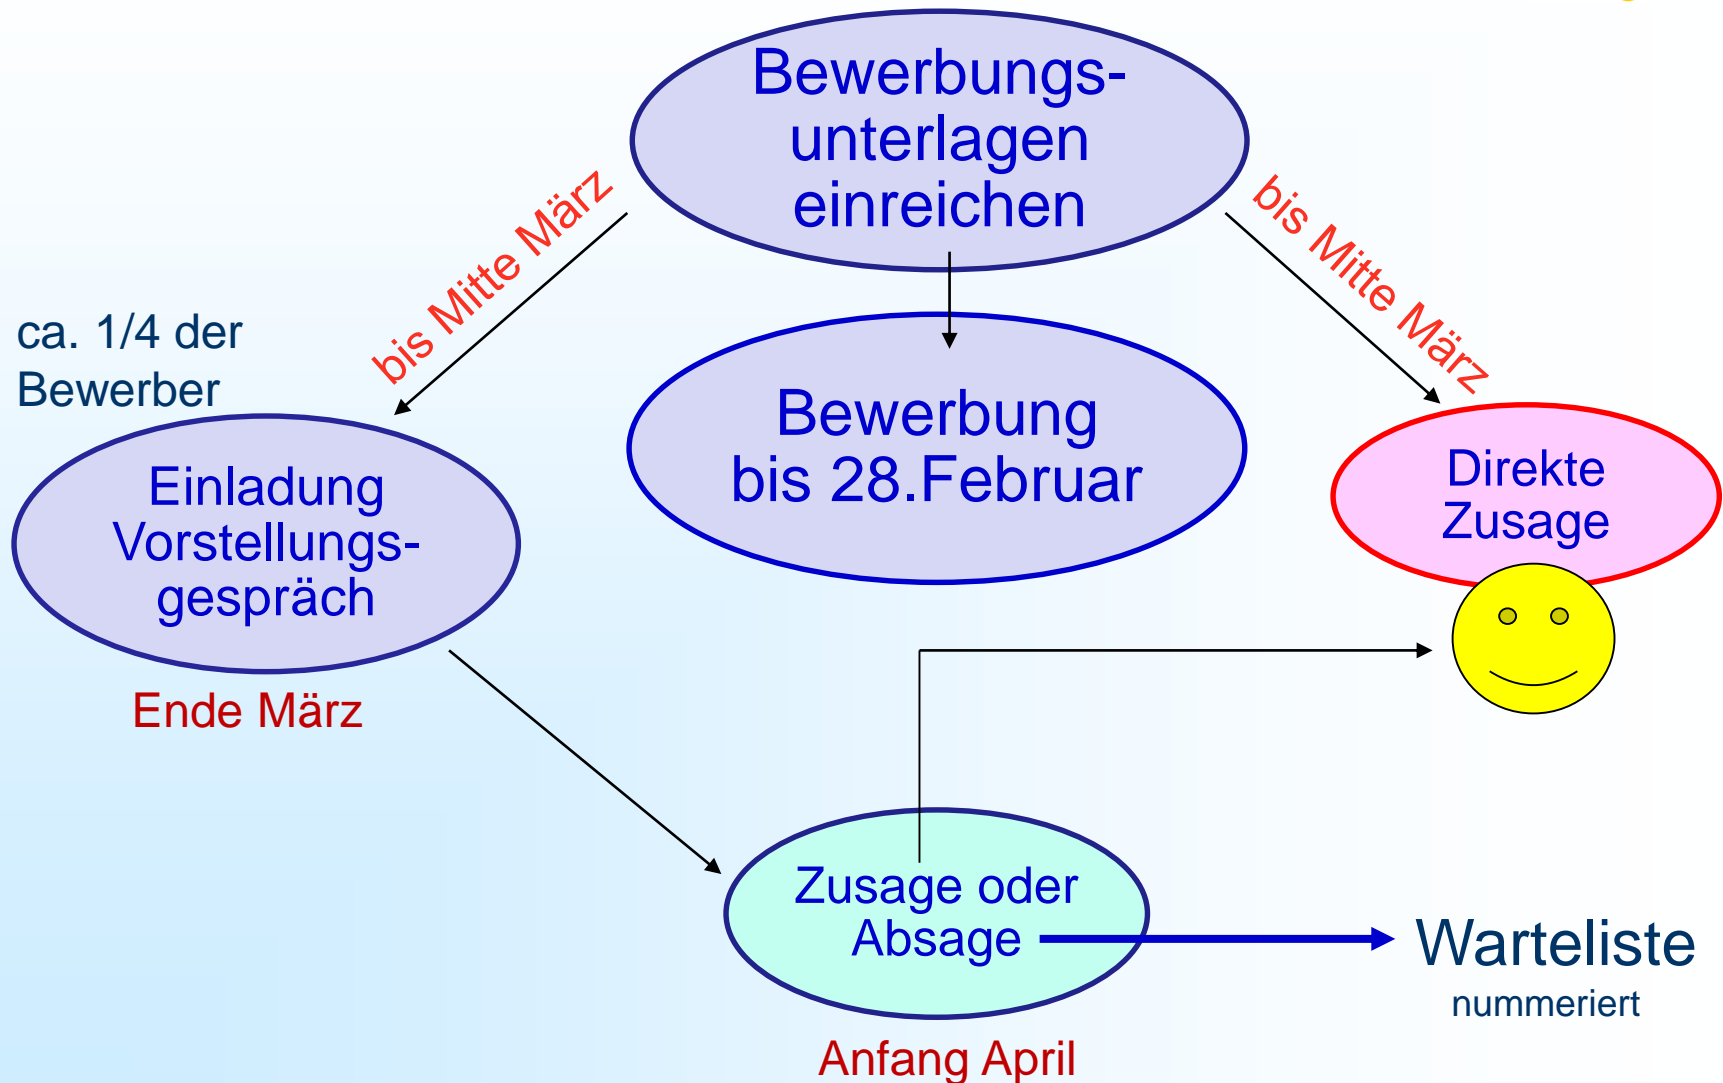 Bewerbungs-
unterlagen
einreichen
bis Mitte März
bis Mitte März
ca. 1/4 der
Bewerber
Bewerbung
bis 28.Februar
Einladung
Vorstellungs-
gespräch
Direkte
Zusage
Ende März
Zusage oder
Absage
Warteliste
nummeriert
Anfang April